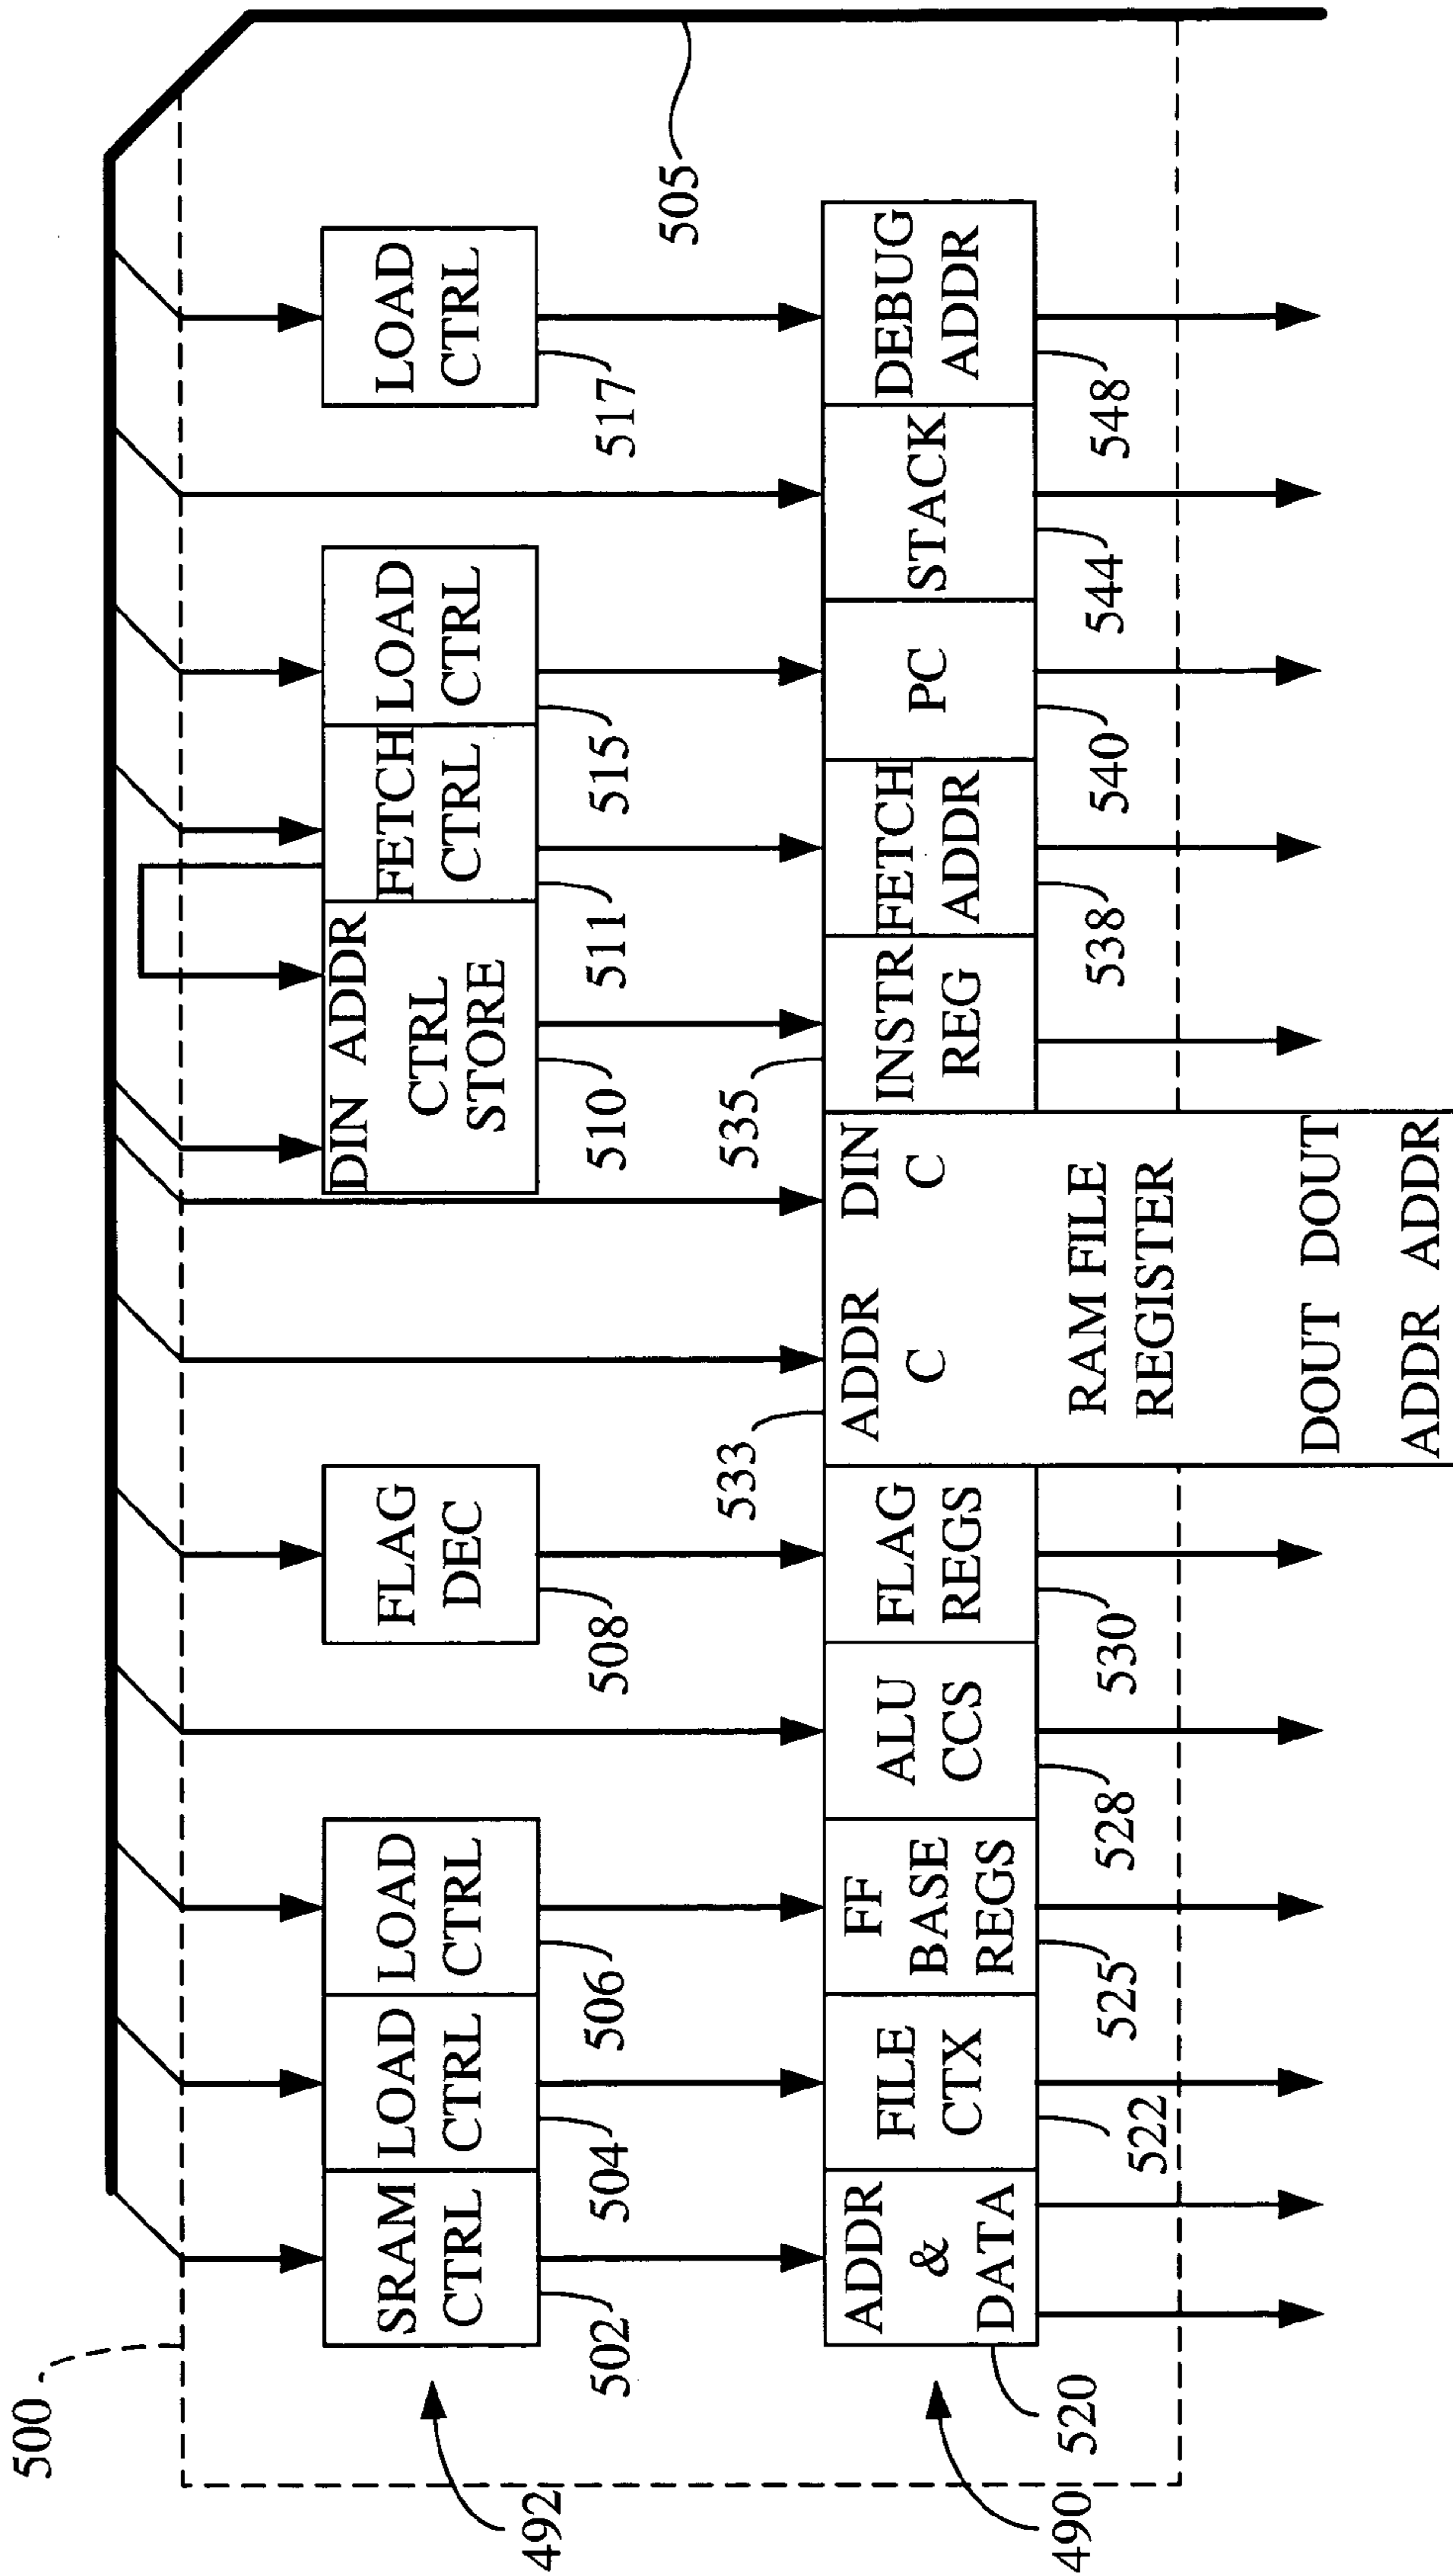 500
492
SRAM
CTRL
LOAD
CTRL
LOAD
CTRL
FLAG
DEC
DIN ADDR
CTRL
STORE
FETCH
CTRL
LOAD
CTRL
LOAD
CTRL
502
504
506
508
510
511
515
517
505
533
535
490
ADDR
&
DATA
FILE
CTX
FF
BASE
REGS
ALU
CCS
FLAG
REGS
ADDR DIN
C C
RAM FILE
REGISTER
DOUT DOUT
ADDR ADDR
INSTR
REG
FETCH
ADDR
PC
STACK
DEBUG
ADDR
520
522
525
528
530
538
540
544
548